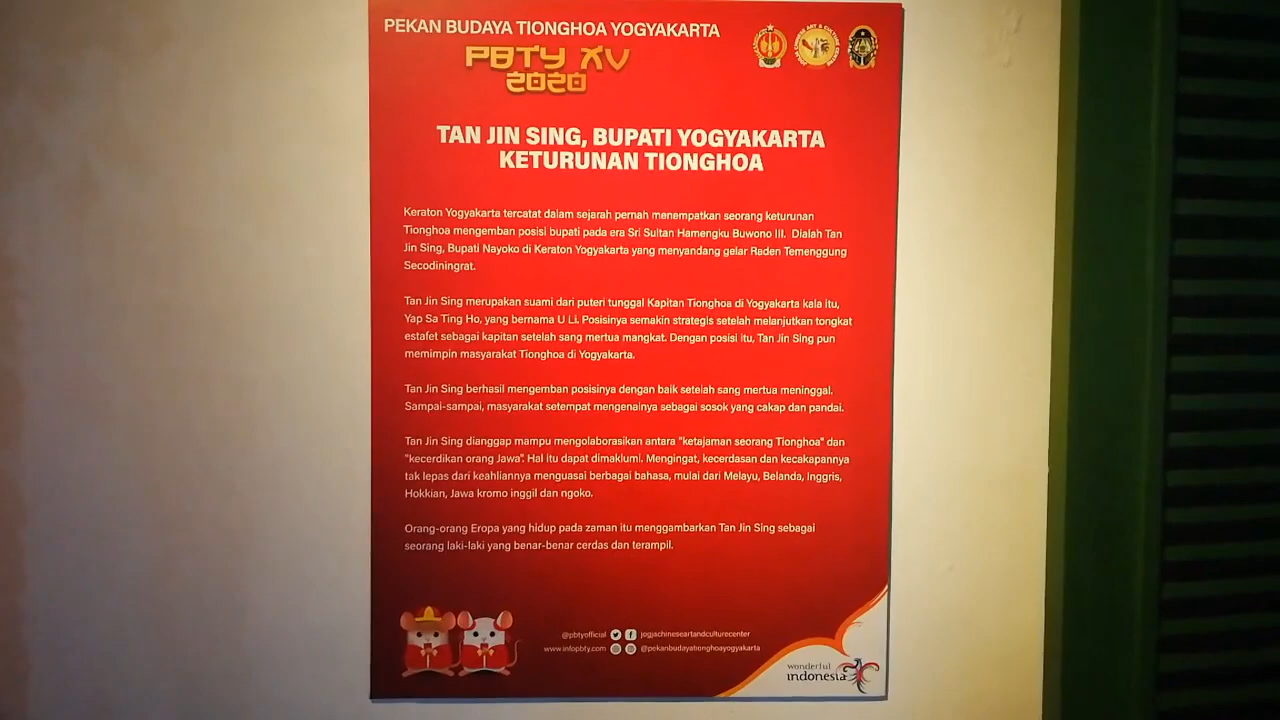 PEKAN BUDAYA TIONGHOA YOGYAKARTA
PBTY XV
2020
TAN JIN SING, BUPATI YOGYAKARTA
KETURUNAN TIONGHOA
Keraton Yogyakarta tercatat dalam sejarah pernah menempatkan seorang keturunan
Tionghoa mengemban posisi bupati pada era Sri Sultan Hamengku Buwono III. Dialah Tan
Jin Sing, Bupati Nayoko di Keraton Yogyakarta yang menyandang gelar Raden Temenggung
Secodiningrat.
Tan Jin Sing merupakan suami dari puteri tunggal Kapitan Tionghoa di Yogyakarta kala itu,
Yap Sa Ting Ho, yang bernama U Li. Posisinya semakin strategis setelah melanjutkan tongkat
estafet sebagai kapitan setelah sang mertua mangkat. Dengan posisi itu, Tan Jin Sing pun
memimpin masyarakat Tionghoa di Yogyakarta.
Tan Jin Sing berhasil mengemban posisinya dengan baik setelah sang mertua meninggal.
Sampai-sampai, masyarakat setempat mengenalnya sebagai sosok yang cakap dan pandai.
Tan Jin Sing dianggap mampu mengolaborasikan antara "ketajaman seorang Tionghoa" dan
"kecerdikan orang Jawa". Hal itu dapat dimaklumi. Mengingat, kecerdasan dan kecakapannya
tak lepas dari keahliannya menguasai berbagai bahasa, mulai dari Melayu, Belanda, Inggris,
Hokkian, Jawa kromo inggil dan ngoko.
Orang-orang Eropa yang hidup pada zaman itu menggambarkan Tan Jin Sing sebagai
seorang laki-laki yang benar-benar cerdas dan terampil.
@pbtyofficial jogjachineseartandculturecenter
www.infopbty.com @pekanbudayationghoayogyakarta
wonderful
indonesia